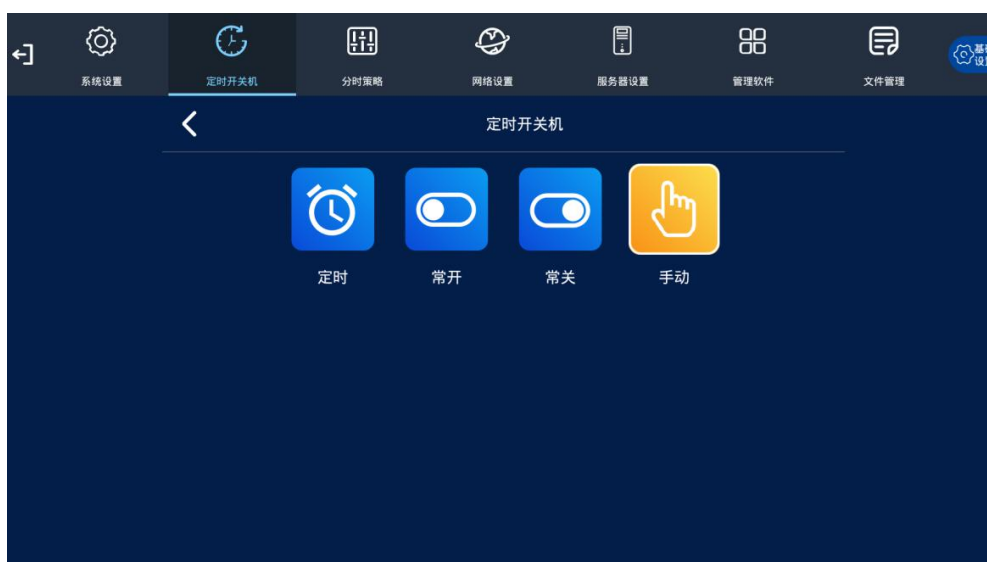 系统设置
定时开关机
分时策略
网络设置
服务器设置
管理软件
文件管理
定时开关机
定时
常开
常关
手动